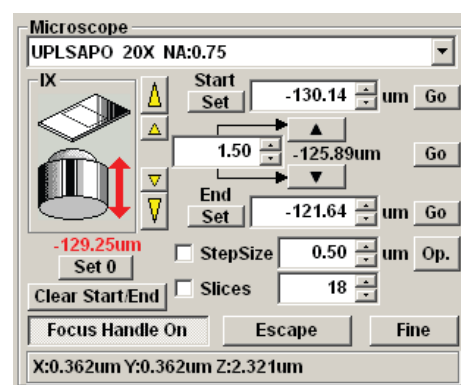 Microscope
UPLSAPO 20X NA:0.75
IX
Start
Set -130.14 um Go
1.50 -125.89um Go
End
Set -121.64 um Go
-129.25um
StepSize 0.50 um Op.
Set 0
Slices 18
Clear Start/End
Focus Handle On Escape Fine
X:0.362um Y:0.362um Z:2.321um